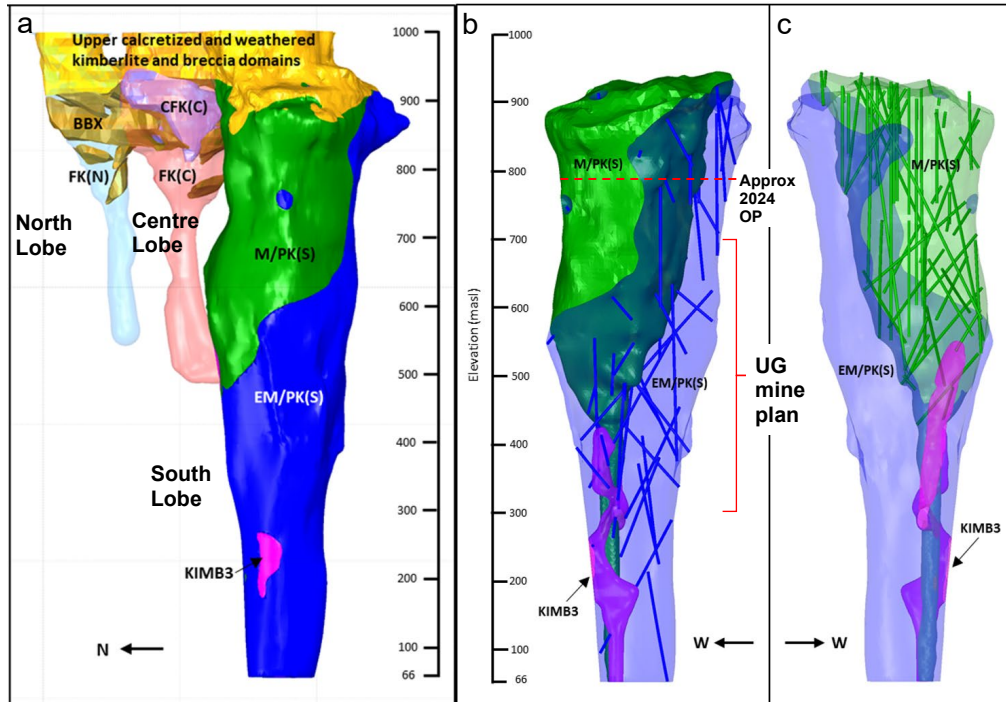 a
Upper calcretized and weathered
kimberlite and breccia domains
CFK(C)
BBX
FK(N)
FK(C)
North
Lobe
Centre
Lobe
M/PK(S)
EM/PK(S)
South
Lobe
KIMB3
N
1000
900
800
700
600
500
400
300
200
100
66
b
Elevation (masl)
1000
900
800
700
600
500
400
300
200
100
66
M/PK(S)
EM/PK(S)
KIMB3
W
Approx
2024
OP
UG
mine
plan
c
M/PK(S)
EM/PK(S)
KIMB3
W